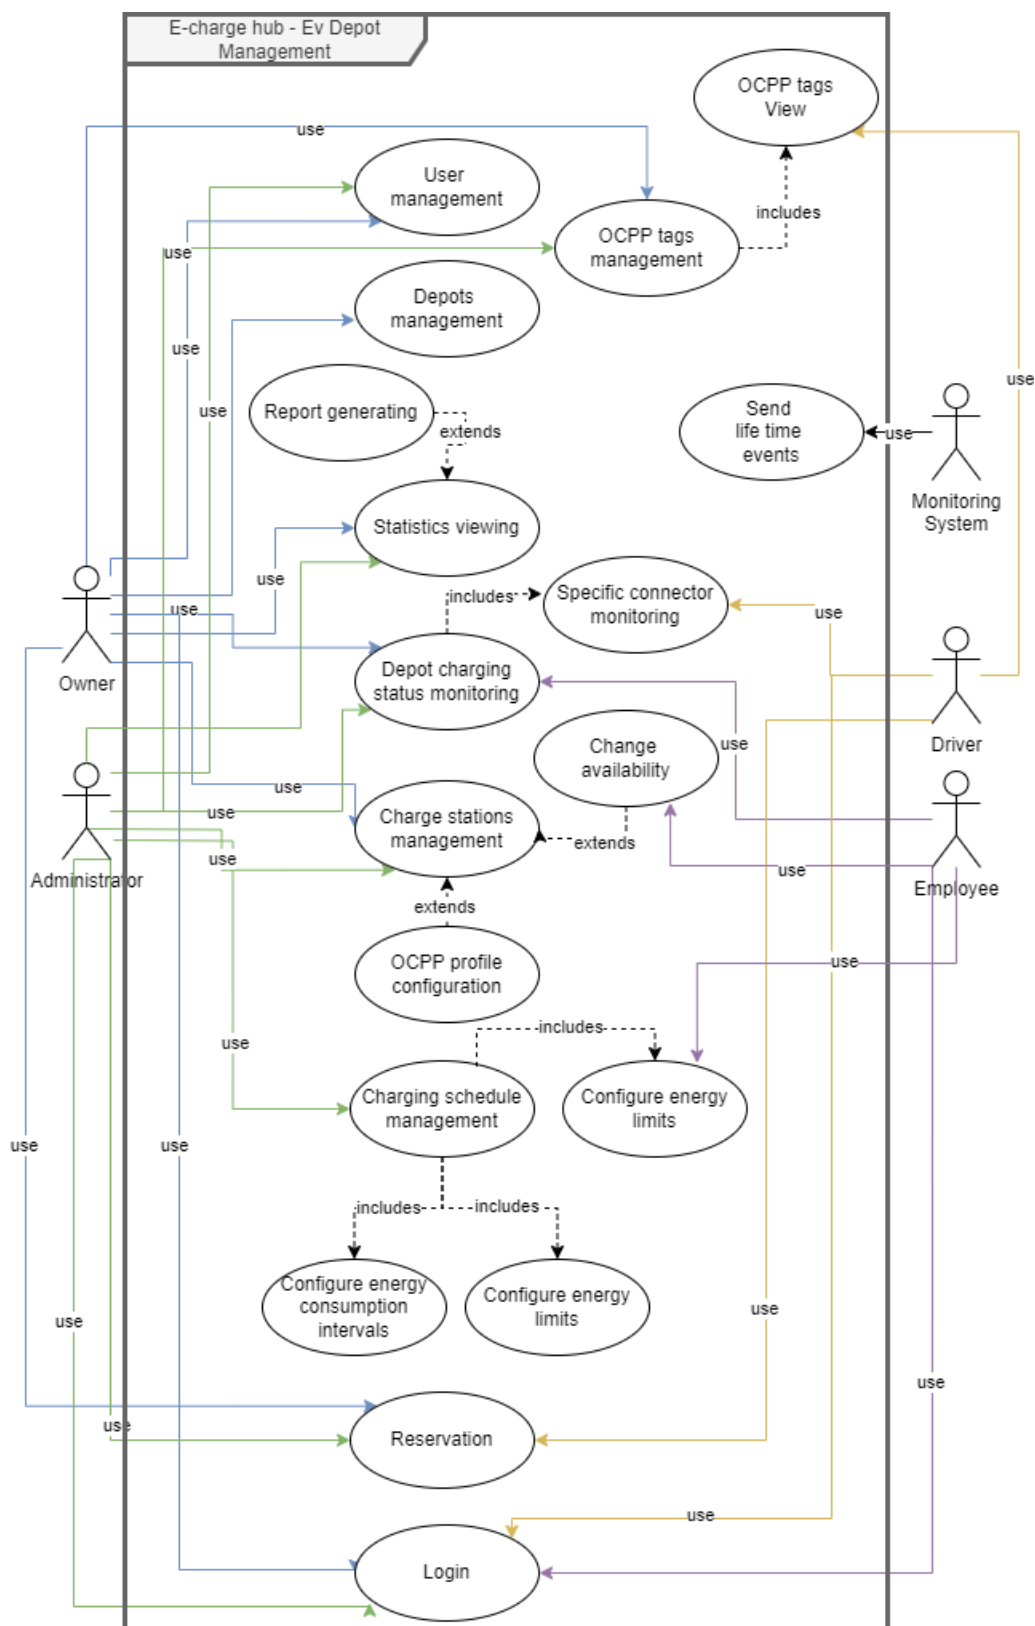 E-charge hub - Ev Depot
Management
OCPP tags
View
use
User
management
includes
OCPP tags
management
use
Depots
management
use
use
use
Report generating
extends
Send
life time
events
use
Monitoring
System
Statistics viewing
use
includes
Specific connector
monitoring
use
use
Owner
Depot charging
status monitoring
use
Change
availability
Driver
use
use
Charge stations
management
extends
use
use
Administrator
Employee
extends
OCPP profile
configuration
use
includes
use
Charging schedule
management
Configure energy
limits
use
use
includes
includes
Configure energy
consumption
intervals
Configure energy
limits
use
use
use
use
Reservation
use
Login